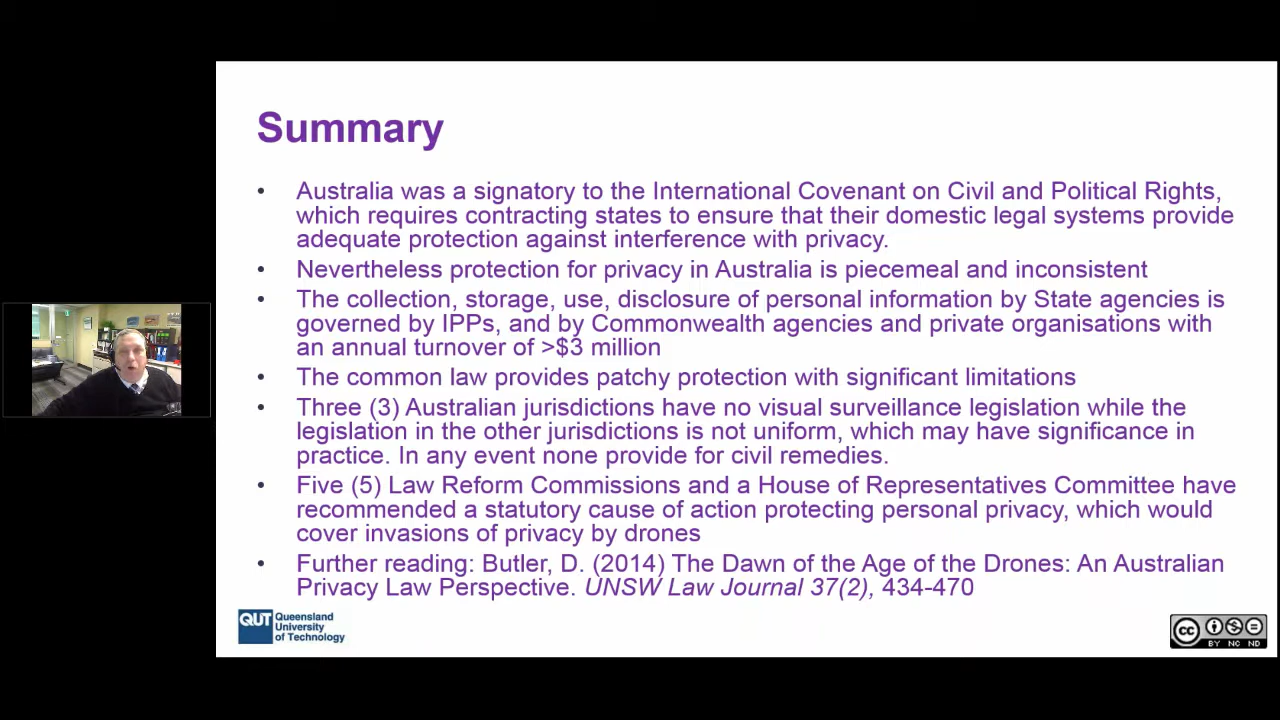 Summary
• Australia was a signatory to the International Covenant on Civil and Political Rights,
which requires contracting states to ensure that their domestic legal systems provide
adequate protection against interference with privacy.
• Nevertheless protection for privacy in Australia is piecemeal and inconsistent
• The collection, storage, use, disclosure of personal information by State agencies is
governed by IPPs, and by Commonwealth agencies and private organisations with
an annual turnover of >$3 million
• The common law provides patchy protection with significant limitations
• Three (3) Australian jurisdictions have no visual surveillance legislation while the
legislation in the other jurisdictions is not uniform, which may have significance in
practice. In any event none provide for civil remedies.
• Five (5) Law Reform Commissions and a House of Representatives Committee have
recommended a statutory cause of action protecting personal privacy, which would
cover invasions of privacy by drones
• Further reading: Butler, D. (2014) The Dawn of the Age of the Drones: An Australian
Privacy Law Perspective. UNSW Law Journal 37(2), 434-470
QUT
Queensland
University
of Technology
cc
BY NC ND